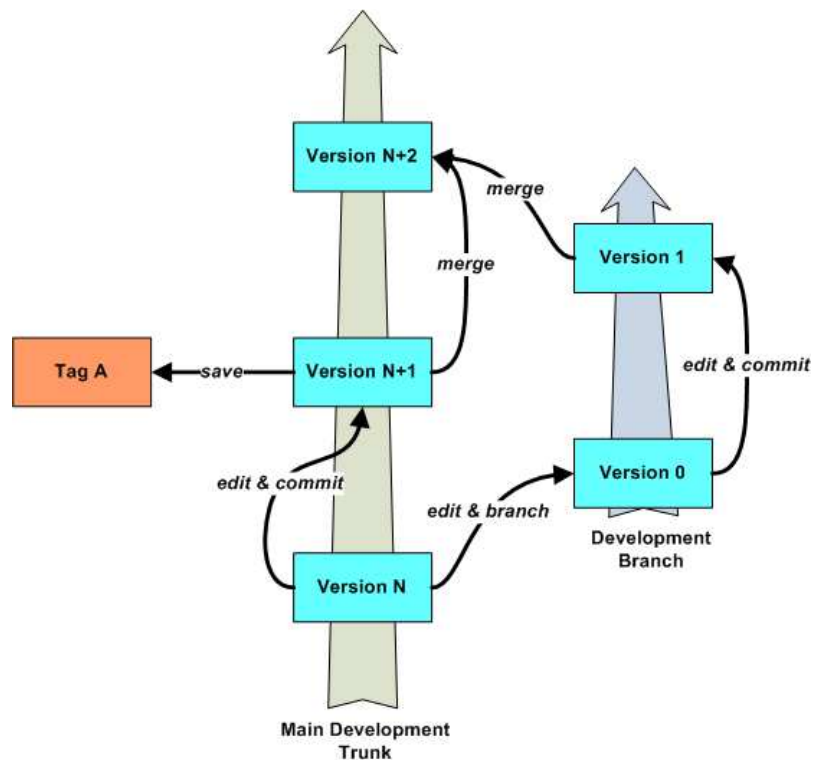 Version N+2
merge
Version 1
merge
Tag A
save
Version N+1
edit & commit
edit & commit
Version 0
edit & branch
Development
Branch
Version N
Main Development
Trunk